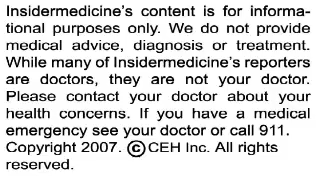 Insidermedicine's content is for informa-
tional purposes only. We do not provide
medical advice, diagnosis or treatment.
While many of Insidermedicine's reporters
are doctors, they are not your doctor.
Please contact your doctor about your
health concerns. If you have a medical
emergency see your doctor or call 911.
Copyright 2007. ©CEH Inc. All rights
reserved.